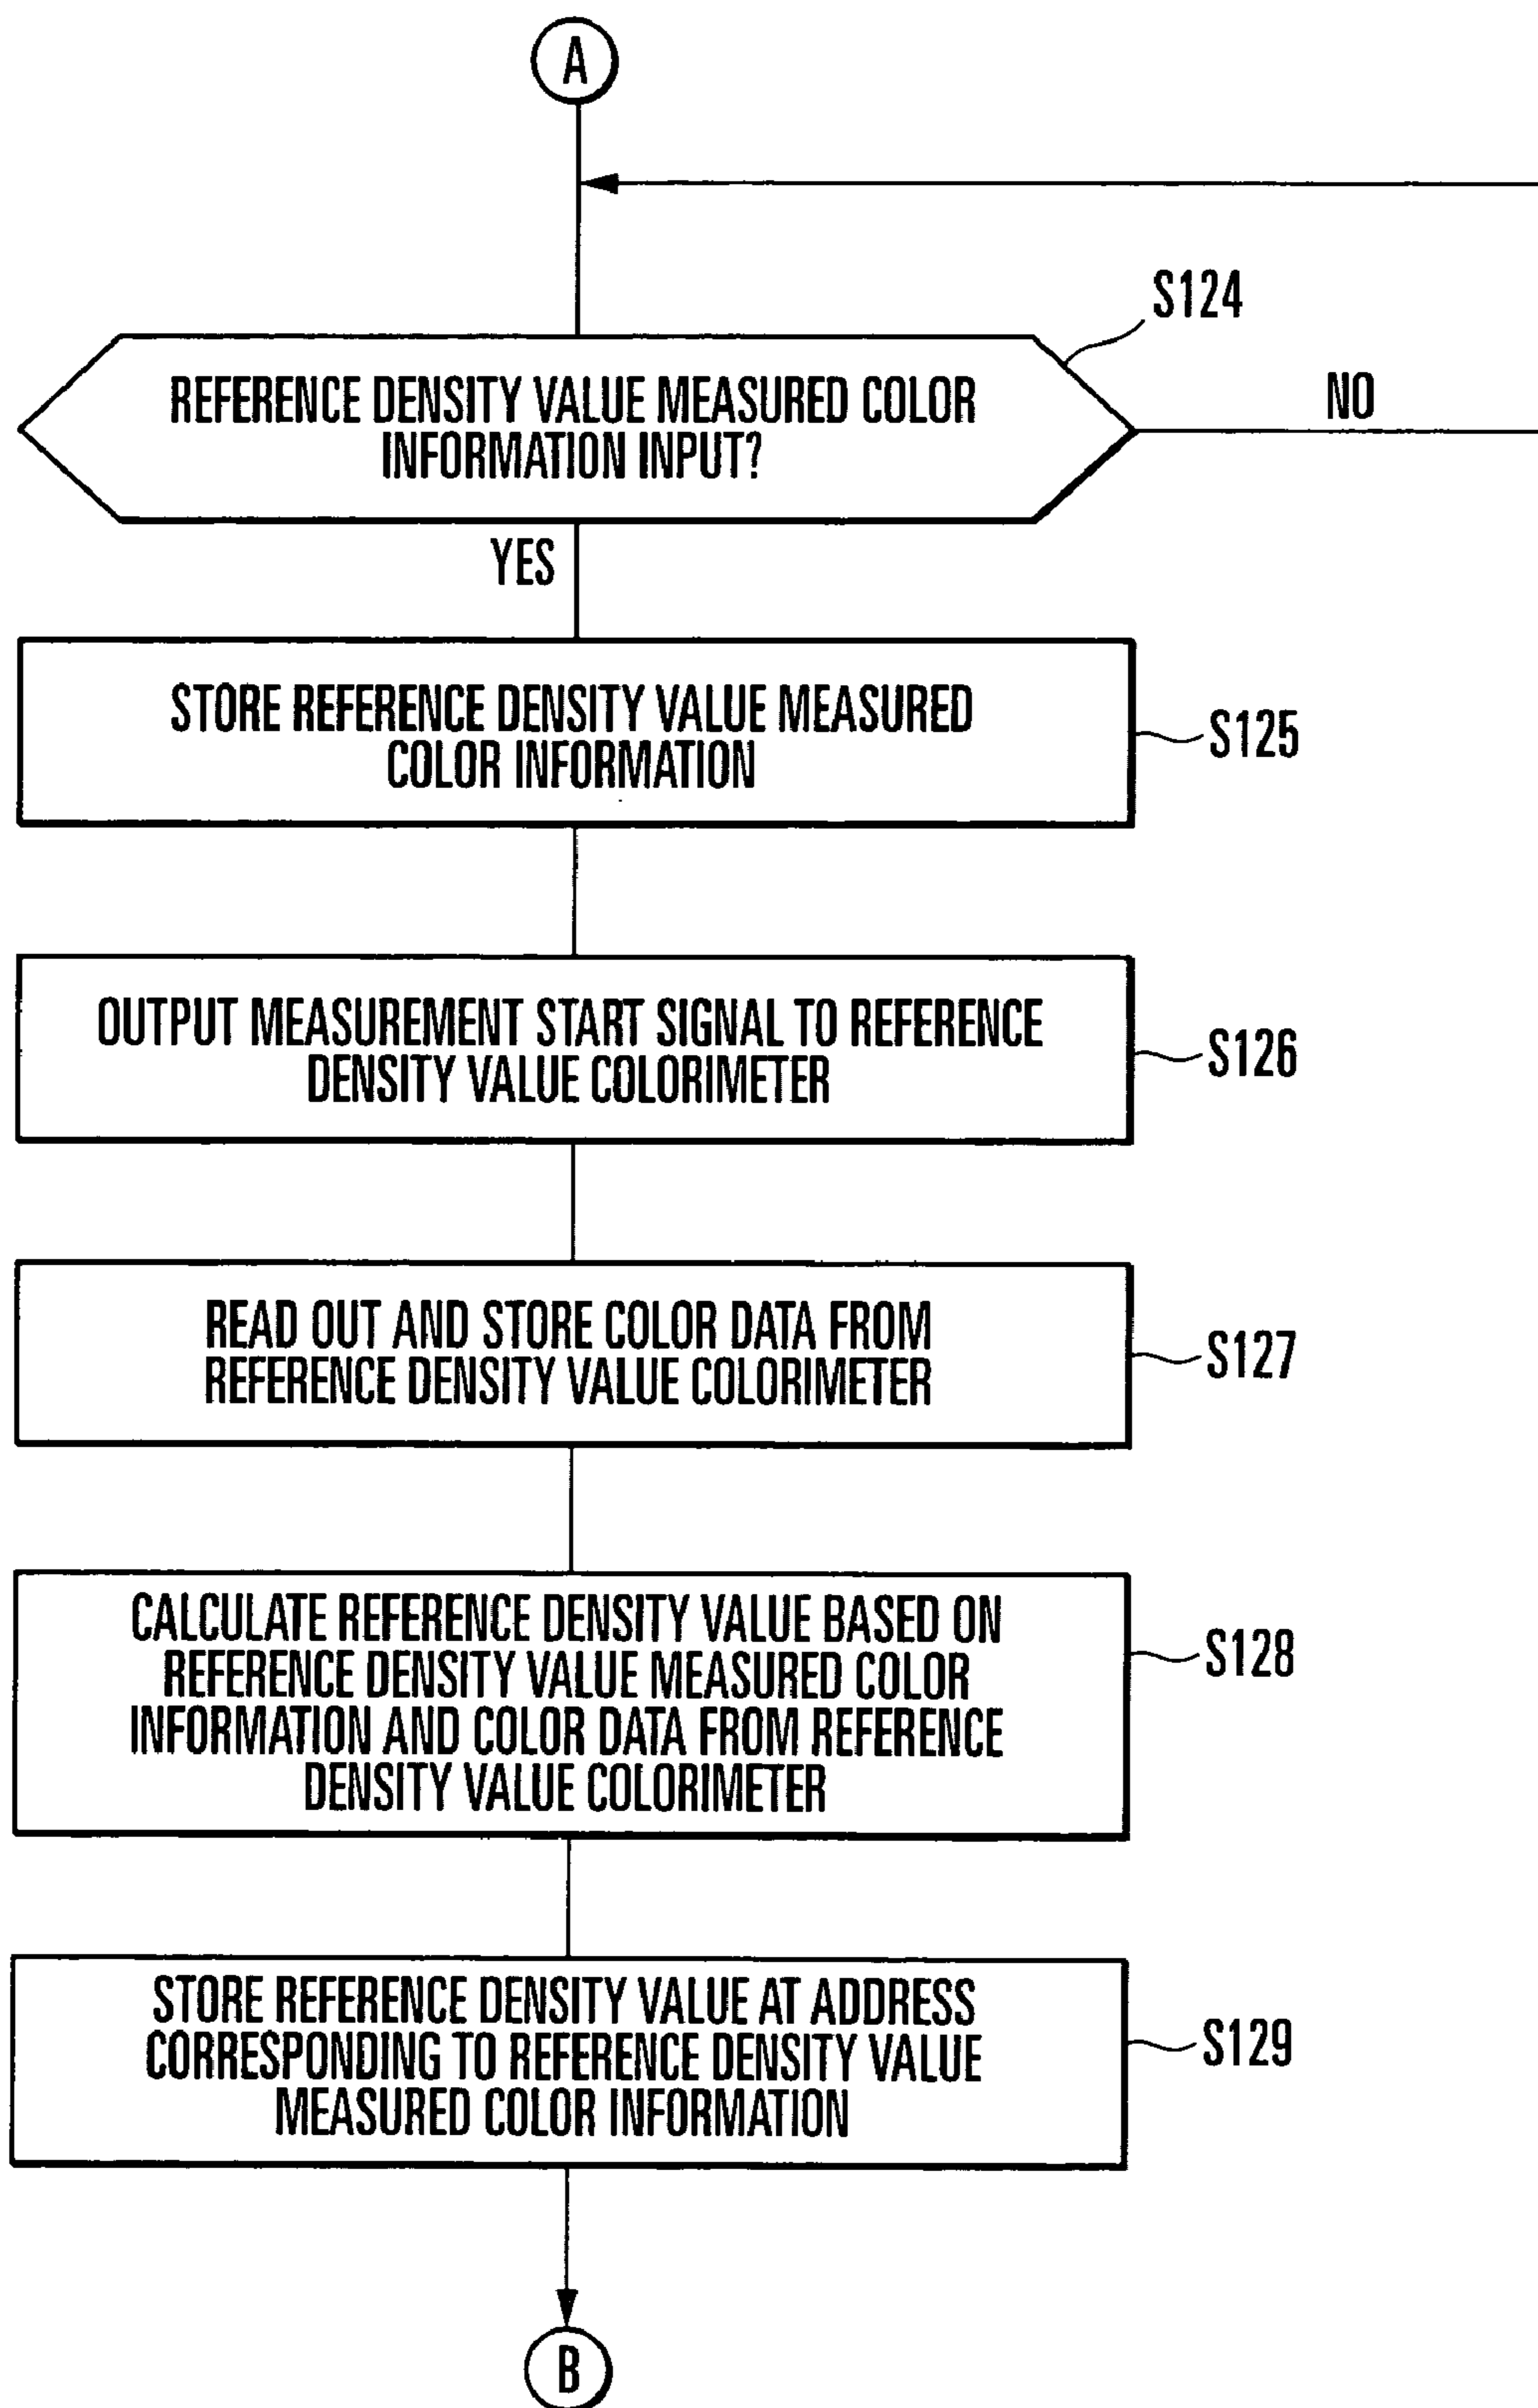 A
S124
REFERENCE DENSITY VALUE MEASURED COLOR
INFORMATION INPUT?
NO
YES
STORE REFERENCE DENSITY VALUE MEASURED
COLOR INFORMATION
S125
OUTPUT MEASUREMENT START SIGNAL TO REFERENCE
DENSITY VALUE COLORIMETER
S126
READ OUT AND STORE COLOR DATA FROM
REFERENCE DENSITY VALUE COLORIMETER
S127
CALCULATE REFERENCE DENSITY VALUE BASED ON
REFERENCE DENSITY VALUE MEASURED COLOR
INFORMATION AND COLOR DATA FROM REFERENCE
DENSITY VALUE COLORIMETER
S128
STORE REFERENCE DENSITY VALUE AT ADDRESS
CORRESPONDING TO REFERENCE DENSITY VALUE
MEASURED COLOR INFORMATION
S129
B